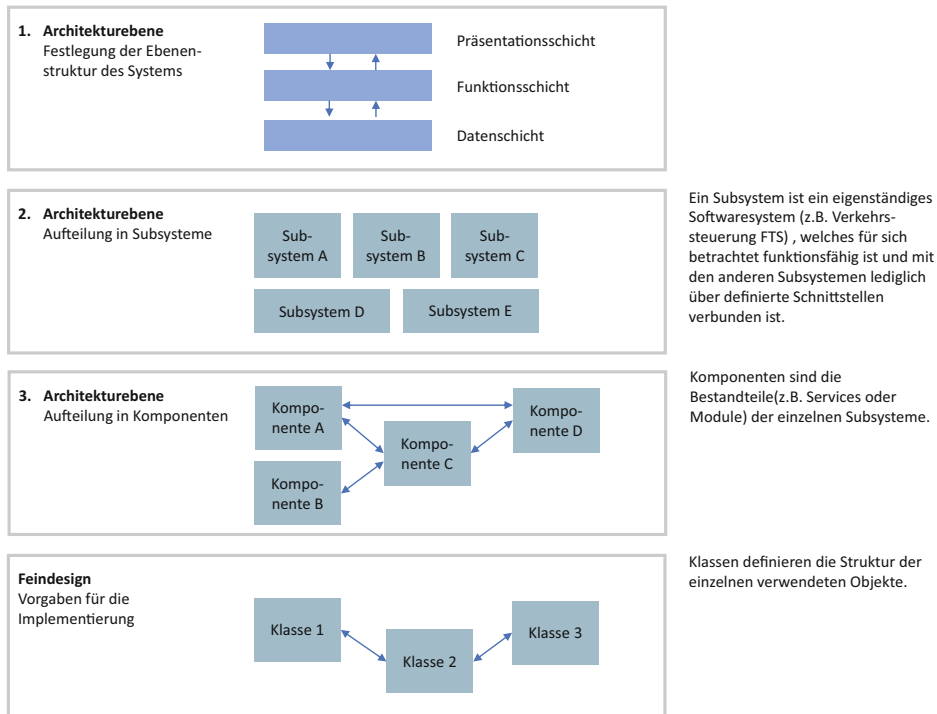 1. Architekturebene
Festlegung der Ebenen-
struktur des Systems
Präsentationsschicht
Funktionsschicht
Datenschicht
2. Architekturebene
Aufteilung in Subsysteme
Sub-
system A
Sub-
system B
Sub-
system C
Subsystem D
Subsystem E
Ein Subsystem ist ein eigenständiges
Softwaresystem (z.B. Verkehrs-
steuerung FTS) , welches für sich
betrachtet funktionsfähig ist und mit
den anderen Subsystemen lediglich
über definierte Schnittstellen
verbunden ist.
3. Architekturebene
Aufteilung in Komponenten
Kompo-
nente A
Kompo-
nente B
Kompo-
nente C
Kompo-
nente D
Komponenten sind die
Bestandteile(z.B. Services oder
Module) der einzelnen Subsysteme.
Feindesign
Vorgaben für die
Implementierung
Klasse 1
Klasse 2
Klasse 3
Klassen definieren die Struktur der
einzelnen verwendeten Objekte.